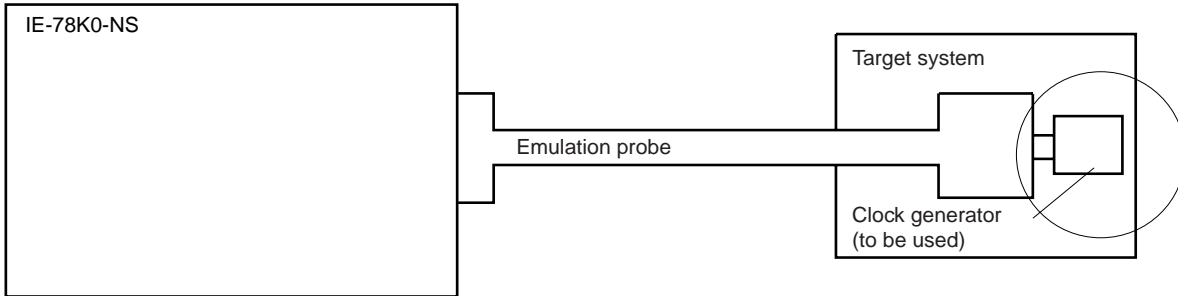 IE-78K0-NS
Target system
Emulation probe
Clock generator
(to be used)